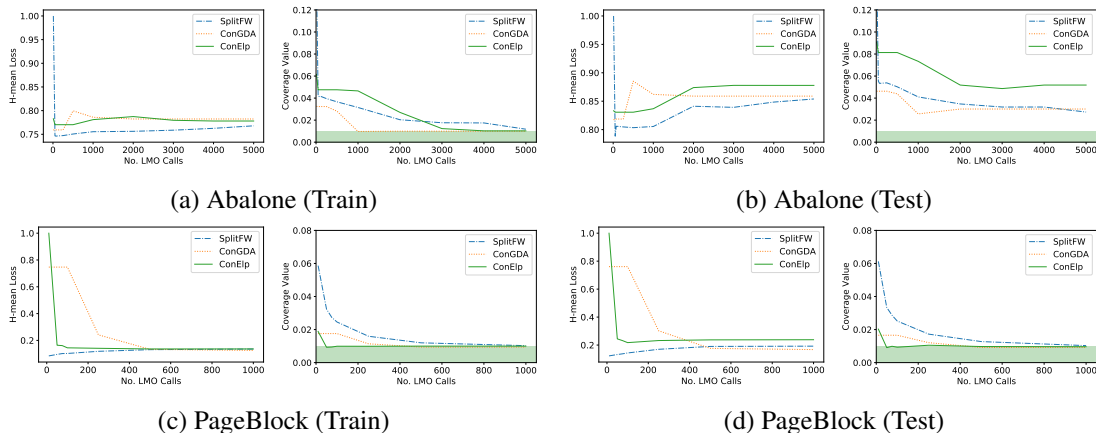 H-mean Loss
1.00
0.95
0.90
0.85
0.80
0.75
0 1000 2000 3000 4000 5000
No. LMO Calls
SplitFW
ConGDA
ConElp
Coverage Value
0.12
0.10
0.08
0.06
0.04
0.02
0.00
0 1000 2000 3000 4000 5000
No. LMO Calls
SplitFW
ConGDA
ConElp
(a) Abalone (Train)
H-mean Loss
1.00
0.95
0.90
0.85
0.80
0 1000 2000 3000 4000 5000
No. LMO Calls
SplitFW
ConGDA
ConElp
Coverage Value
0.12
0.10
0.08
0.06
0.04
0.02
0.00
0 1000 2000 3000 4000 5000
No. LMO Calls
SplitFW
ConGDA
ConElp
(b) Abalone (Test)
H-mean Loss
1.0
0.8
0.6
0.4
0.2
0 200 400 600 800 1000
No. LMO Calls
SplitFW
ConGDA
ConElp
Coverage Value
0.08
0.06
0.04
0.02
0.00
0 200 400 600 800 1000
No. LMO Calls
SplitFW
ConGDA
ConElp
(c) PageBlock (Train)
H-mean Loss
1.0
0.8
0.6
0.4
0.2
0 200 400 600 800 1000
No. LMO Calls
SplitFW
ConGDA
ConElp
Coverage Value
0.08
0.06
0.04
0.02
0.00
0 200 400 600 800 1000
No. LMO Calls
SplitFW
ConGDA
ConElp
(d) PageBlock (Test)